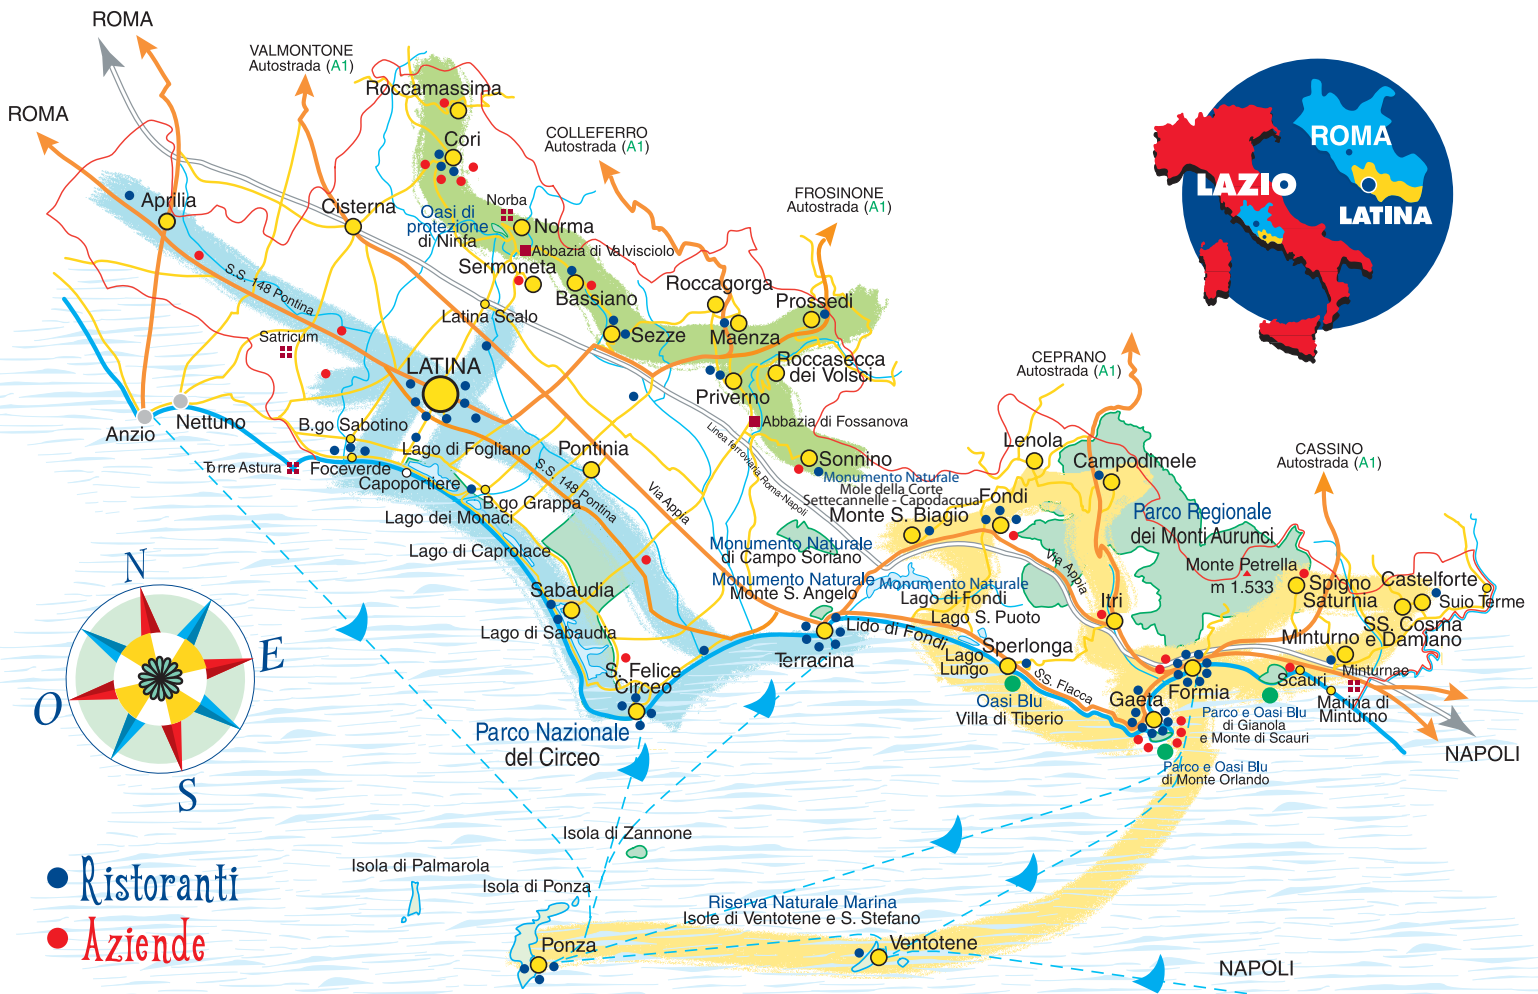 ROMA
VALMONTONE
Autostrada (A1)
ROMA
Roccamassima
Cori
COLLEFERRO
Autostrada (A1)
FROSINONE
Autostrada (A1)
ROMA
LAZIO
LATINA
Aprilia
Cisterna
Norba
Oasi di
protezione
di Ninfa
Norma
Abbazia di Valvisciolo
Sermoneta
Bassiano
S.S. 148 Pontina
Latina Scalo
Roccagorga
Prossedi
Satricum
Sezze
Maenza
LATINA
Roccasecca
dei Volsci
Priverno
CEPRANO
Autostrada (A1)
Anzio
Nettuno
B.go Sabotino
Abbazia di Fossanova
Linea ferroviaria Roma-Napoli
Lago di Fogliano
Pontinia
Lenola
CASSINO
Autostrada (A1)
Torre Astura
Foceverde
Capoportiere
S.S. 148 Pontina
Via Appia
Sonnino
Campodimele
Monumento Naturale
Mole della Corte
Settecannelle - Capodacqua
Monte S. Biagio
Fondi
B.go Grappa
Lago dei Monaci
Parco Regionale
dei Monti Aurunci
Lago di Caprolace
Monumento Naturale
di Campo Soriano
Via Appia
Monte Petrella
m 1.533
Monumento Naturale
Monte S. Angelo
Monumento Naturale
Lago di Fondi
Spigno
Saturnia
Castelforte
Suio Terme
Sabaudia
Lago S. Puoto
Itri
SS. Cosma
e Damiano
Lago di Sabaudia
Lido di Fondi
Minturno
Terracina
Lago
Lungo
Sperlonga
S. Felice
Circeo
SS. Flacca
Minturnae
Scauri
Formia
Gaeta
Marina di
Minturno
Oasi Blu
Villa di Tiberio
Parco e Oasi Blu
di Gianola
e Monte di Scauri
Parco Nazionale
del Circeo
NAPOLI
Parco e Oasi Blu
di Monte Orlando
N
E
O
S
Isola di Zannone
Isola di Palmarola
Isola di Ponza
Ristoranti
Aziende
Riserva Naturale Marina
Isole di Ventotene e S. Stefano
Ponza
Ventotene
NAPOLI